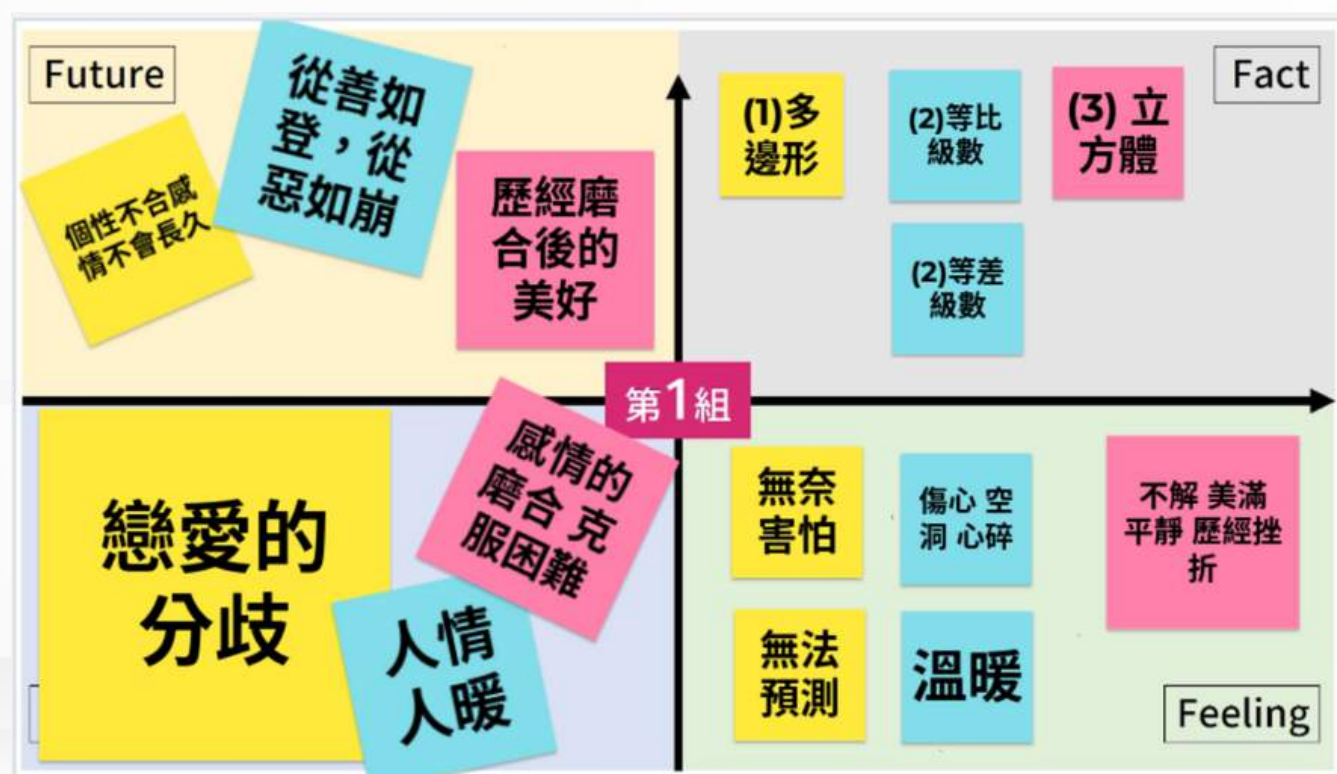 Future
個性不合感
情不會長久
從善如
登，從
惡如崩
歷經磨
合後的
美好
Fact
(1)多
邊形
(2)等比
級數
(3) 立
方體
(2)等差
級數
第1組
戀愛的
分歧
感情的
磨合 克
服困難
人情
人暖
無奈
害怕
傷心 空
洞 心碎
不解 美滿
平靜 歷經挫
折
無法
預測
溫暖
Feeling